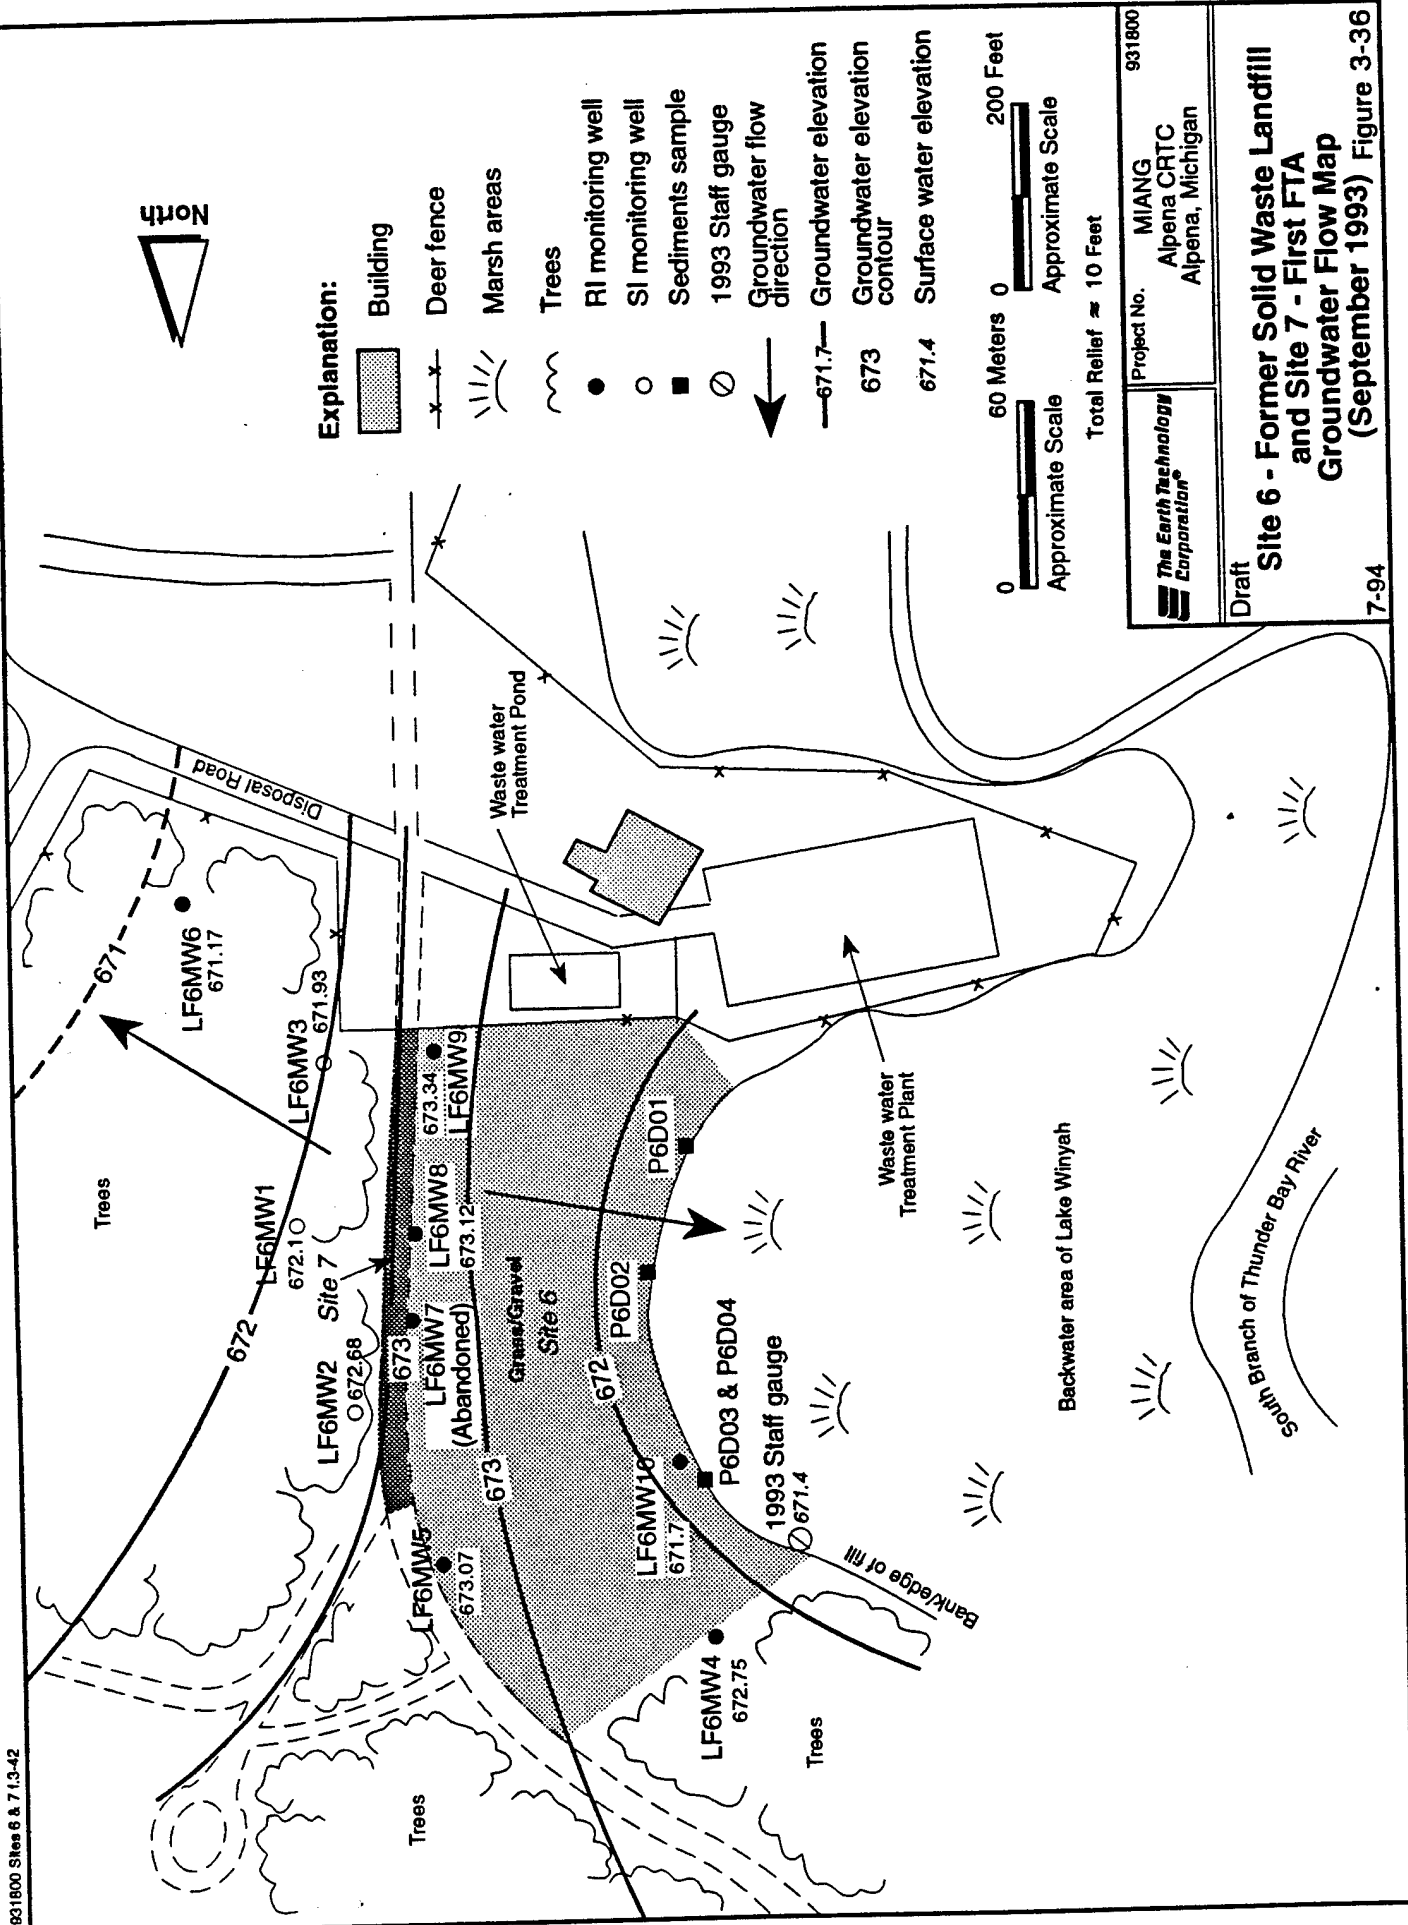 931800 Sites 6 & 7 1.3-42
North
Explanation:
Building
Deer fence
Marsh areas
Trees
RI monitoring well
SI monitoring well
Sediments sample
1993 Staff gauge
Groundwater flow
direction
671.7 Groundwater elevation
673 Groundwater elevation
contour
671.4 Surface water elevation
0 60 Meters
Approximate Scale
0 200 Feet
Approximate Scale
Total Relief ≈ 10 Feet
The Earth Technology
Corporation®
Project No. 931800
MIANG
Alpena CRTC
Alpena, Michigan
Draft
Site 6 - Former Solid Waste Landfill
and Site 7 - First FTA
Groundwater Flow Map
(September 1993) Figure 3-36
7-94
Trees
671
LF6MW6
671.17
Disposal Road
LF6MW3
671.93
LF6MW1
672.1
672
Site 7
LF6MW2
672.68
673
LF6MW7
(Abandoned)
LF6MW8
673.12
673.34
LF6MW9
LF6MW5
673.07
673
Grass/Gravel
Site 6
Waste water
Treatment Pond
672
P6D01
P6D02
P6D03 & P6D04
LF6MW10
671.7
1993 Staff gauge
671.4
Bank/edge of fill
LF6MW4
672.75
Trees
Trees
Waste water
Treatment Plant
Backwater area of Lake Winyah
South Branch of Thunder Bay River